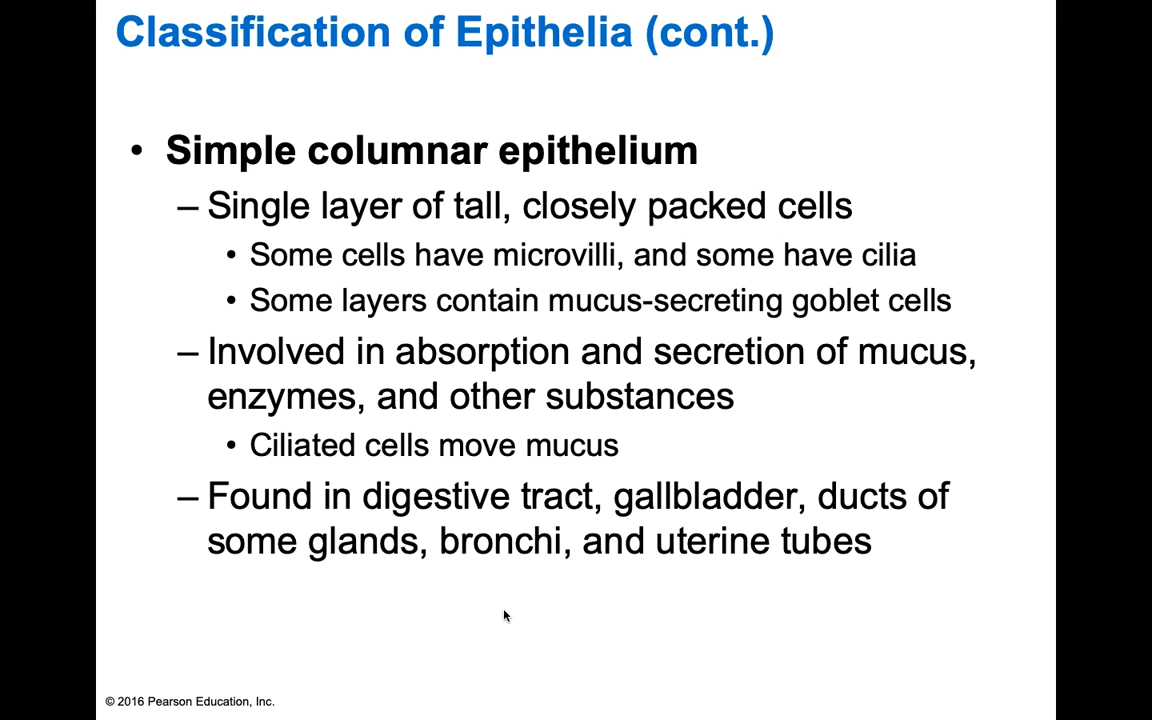 Classification of Epithelia (cont.)
• Simple columnar epithelium
– Single layer of tall, closely packed cells
• Some cells have microvilli, and some have cilia
• Some layers contain mucus-secreting goblet cells
– Involved in absorption and secretion of mucus,
enzymes, and other substances
• Ciliated cells move mucus
– Found in digestive tract, gallbladder, ducts of
some glands, bronchi, and uterine tubes
© 2016 Pearson Education, Inc.